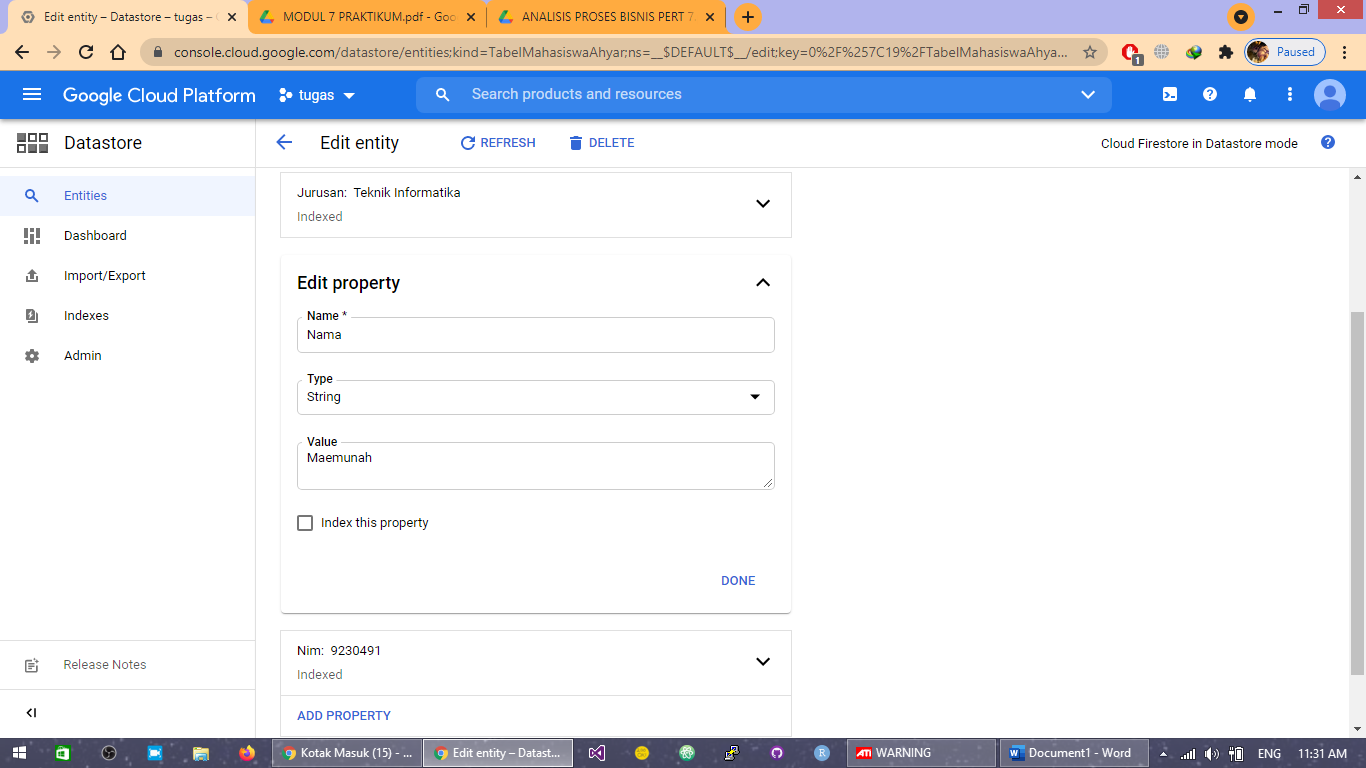 Edit entity – Datastore – tugas –
MODUL 7 PRAKTIKUM.pdf - Goo
ANALISIS PROSES BISNIS PERT 7.
console.cloud.google.com/datastore/entities;kind=TabelMahasiswaAhyar;ns=__$DEFAULT$__/edit;key=0%2F%257C19%2FTabelMahasiswaAhya...
1
Paused
Google Cloud Platform
tugas
Search products and resources
Datastore
Edit entity
REFRESH
DELETE
Cloud Firestore in Datastore mode
Entities
Dashboard
Import/Export
Indexes
Admin
Release Notes
Jurusan: Teknik Informatika
Indexed
Edit property
Name *
Nama
Type
String
Value
Maemunah
Index this property
DONE
Nim: 9230491
Indexed
ADD PROPERTY
Kotak Masuk (15) - ...
Edit entity – Datast...
R
ATI WARNING
Document1 - Word
ENG
11:31 AM